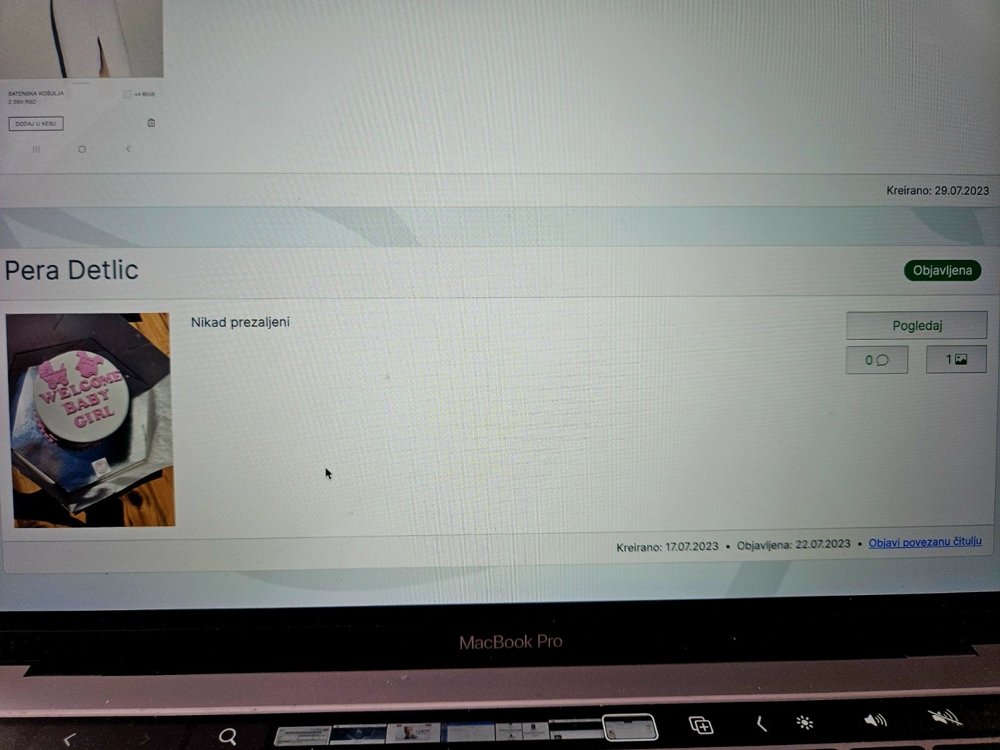 SATENSKA KOŠULJA
+4 BOJE
2.590 RSD
DODAJ U KESU
Kreirano: 29.07.2023
Pera Detlic
Objavljena
Nikad prezaljeni
Pogledaj
0
1
WELCOME
BABY
GIRL
Kreirano: 17.07.2023 • Objavljena: 22.07.2023 • Objavi povezanu čitulju
MacBook Pro